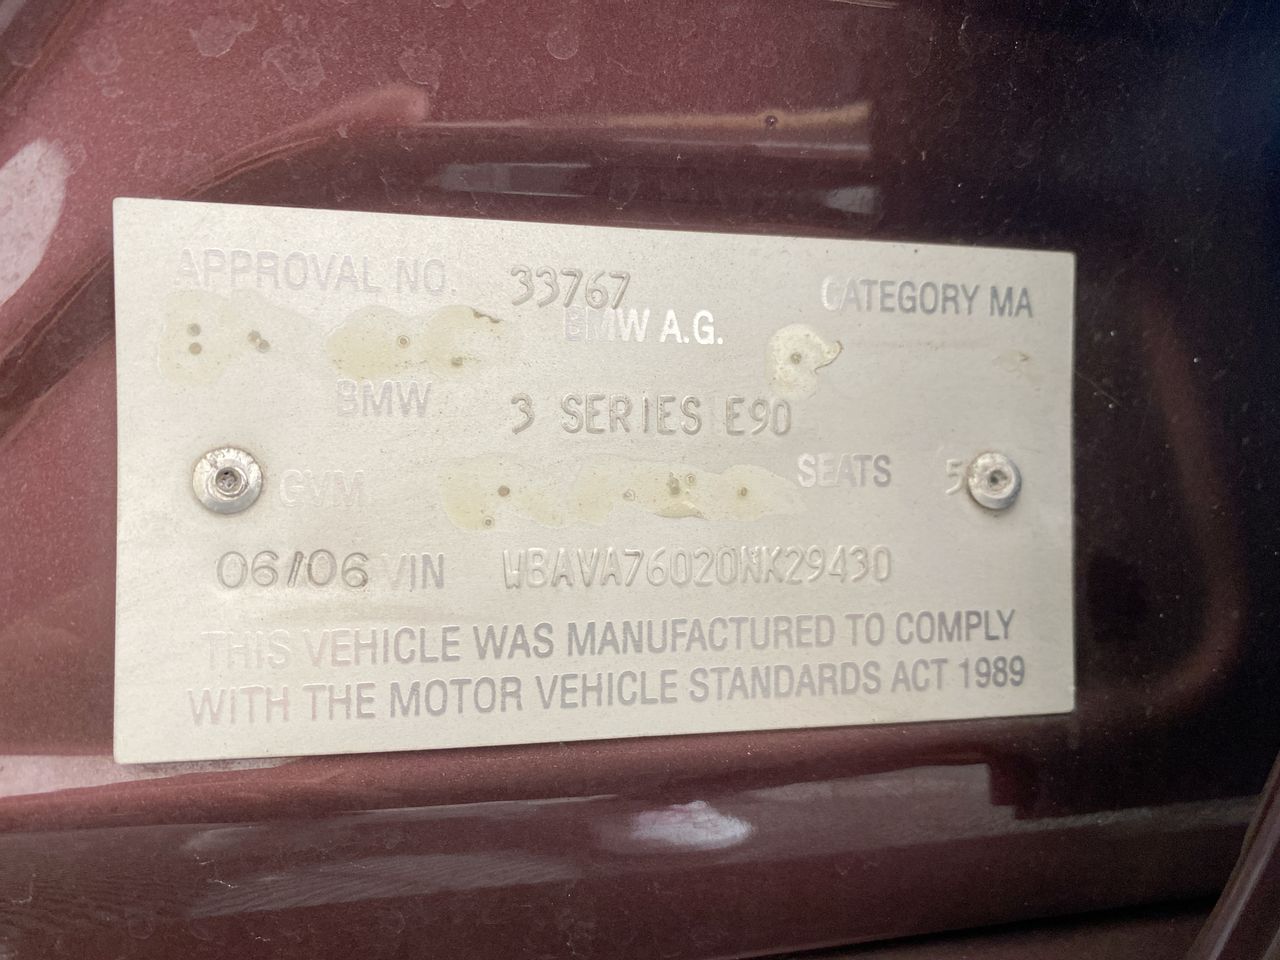 APPROVAL NO. 33767 CATEGORY MA
BMW A.G.
BMW 3 SERIES E90
GVM SEATS 5
06/06 VIN WBAVA76020NK29430
THIS VEHICLE WAS MANUFACTURED TO COMPLY
WITH THE MOTOR VEHICLE STANDARDS ACT 1989